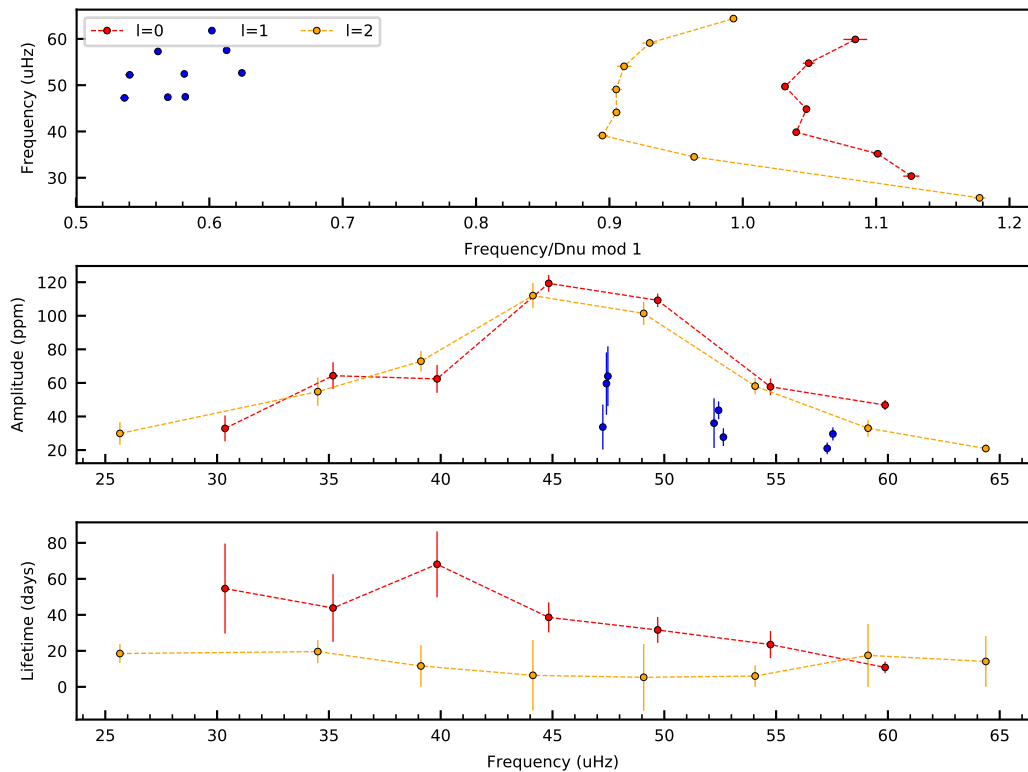 l=0 l=1 l=2
60
50
40
30
Frequency (uHz)
0.5 0.6 0.7 0.8 0.9 1.0 1.1 1.2
Frequency/Dnu mod 1
120
100
80
60
40
20
Amplitude (ppm)
25 30 35 40 45 50 55 60 65
80
60
40
20
0
Lifetime (days)
25 30 35 40 45 50 55 60 65
Frequency (uHz)